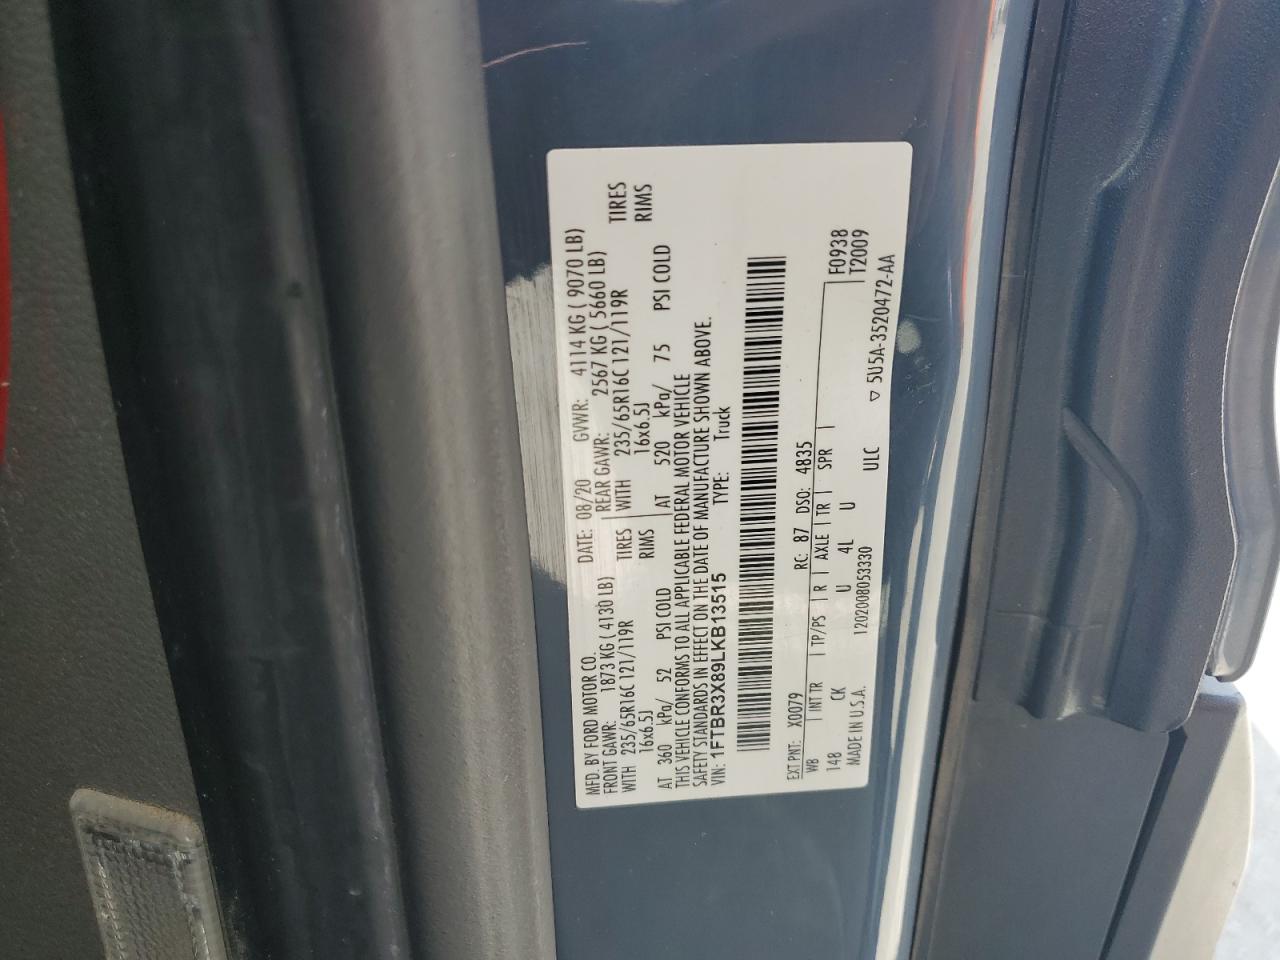 MFD. BY FORD MOTOR CO. DATE: 08/20 GVWR: 4114 KG ( 9070 LB)
FRONT GAWR: 1873 KG ( 4130 LB) REAR GAWR: 2567 KG ( 5660 LB)
WITH 235/65R16C 121/119R TIRES WITH 235/65R16C 121/119R TIRES
16x6.5J RIMS 16x6.5J RIMS
AT 360 kPa/ 52 PSI COLD AT 520 kPa/ 75 PSI COLD
THIS VEHICLE CONFORMS TO ALL APPLICABLE FEDERAL MOTOR VEHICLE
SAFETY STANDARDS IN EFFECT ON THE DATE OF MANUFACTURE SHOWN ABOVE.
VIN: 1FTBR3X89LKB13515 TYPE: Truck
EXT PNT: X0079 RC: 87 DSO: 4835 F0938
WB INT TR TP/PS R AXLE TR SPR T2009
148 CK U 4L U
MADE IN U.S.A. 1202008053330 ULC ▽ 5U5A-3520472-AA